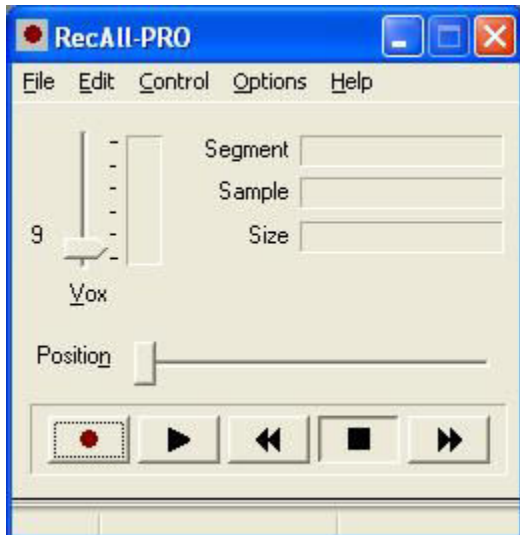 RecAll-PRO
File Edit Control Options Help
Segment
Sample
9 Size
Vox
Position